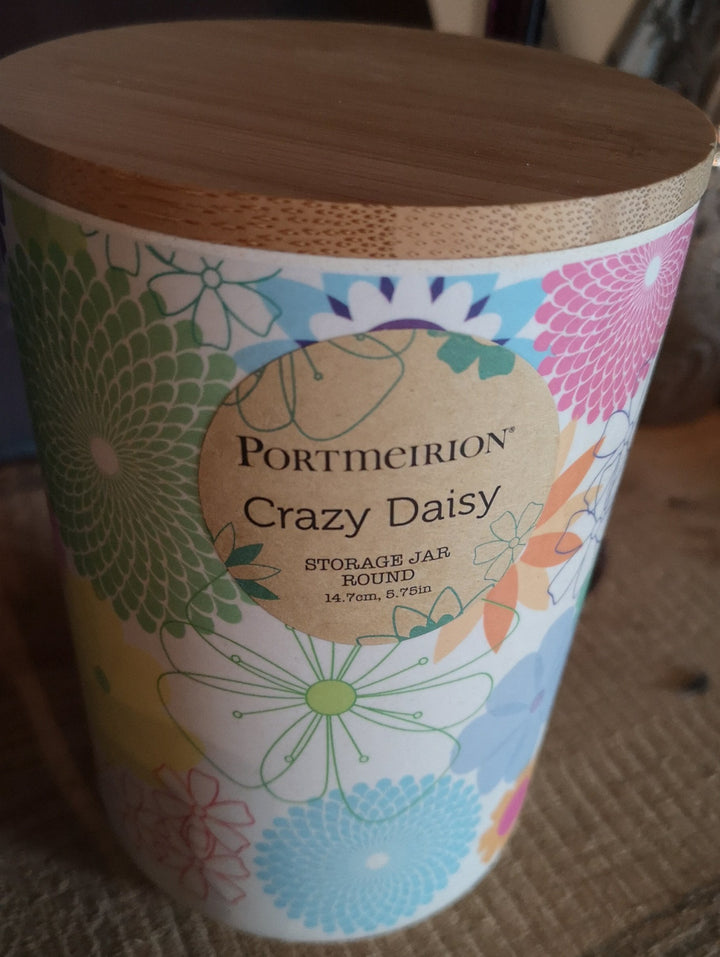 PORTMEIRION®
Crazy Daisy
STORAGE JAR
ROUND
14.7cm, 5.75in